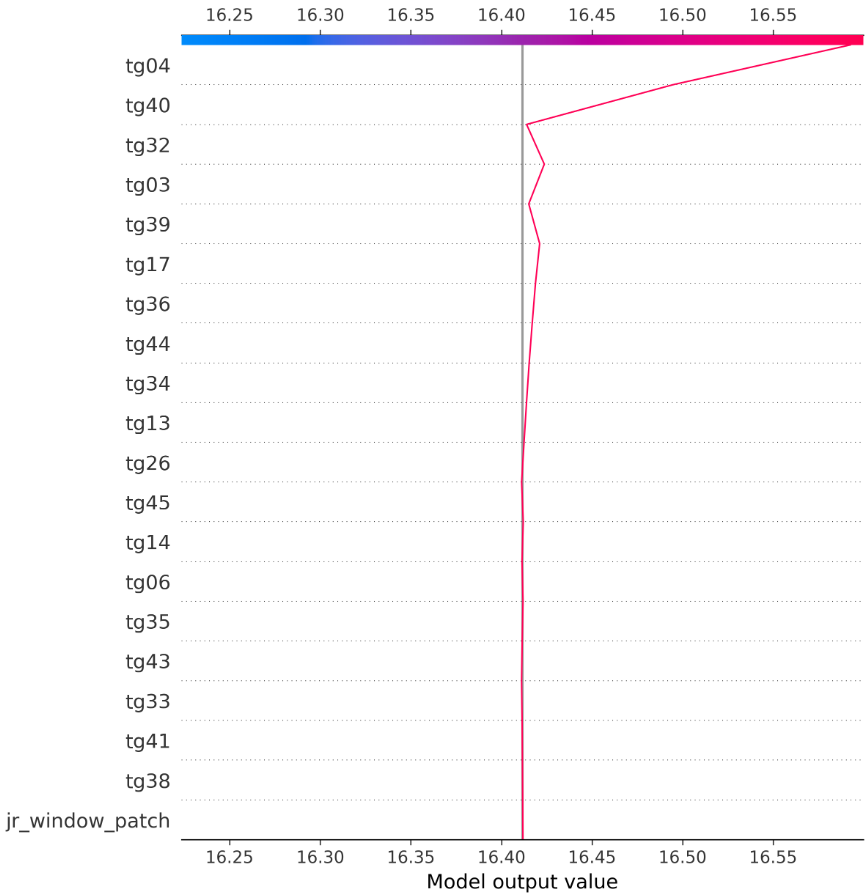 16.25 16.30 16.35 16.40 16.45 16.50 16.55
tg04
tg40
tg32
tg03
tg39
tg17
tg36
tg44
tg34
tg13
tg26
tg45
tg14
tg06
tg35
tg43
tg33
tg41
tg38
jr_window_patch
16.25 16.30 16.35 16.40 16.45 16.50 16.55
Model output value